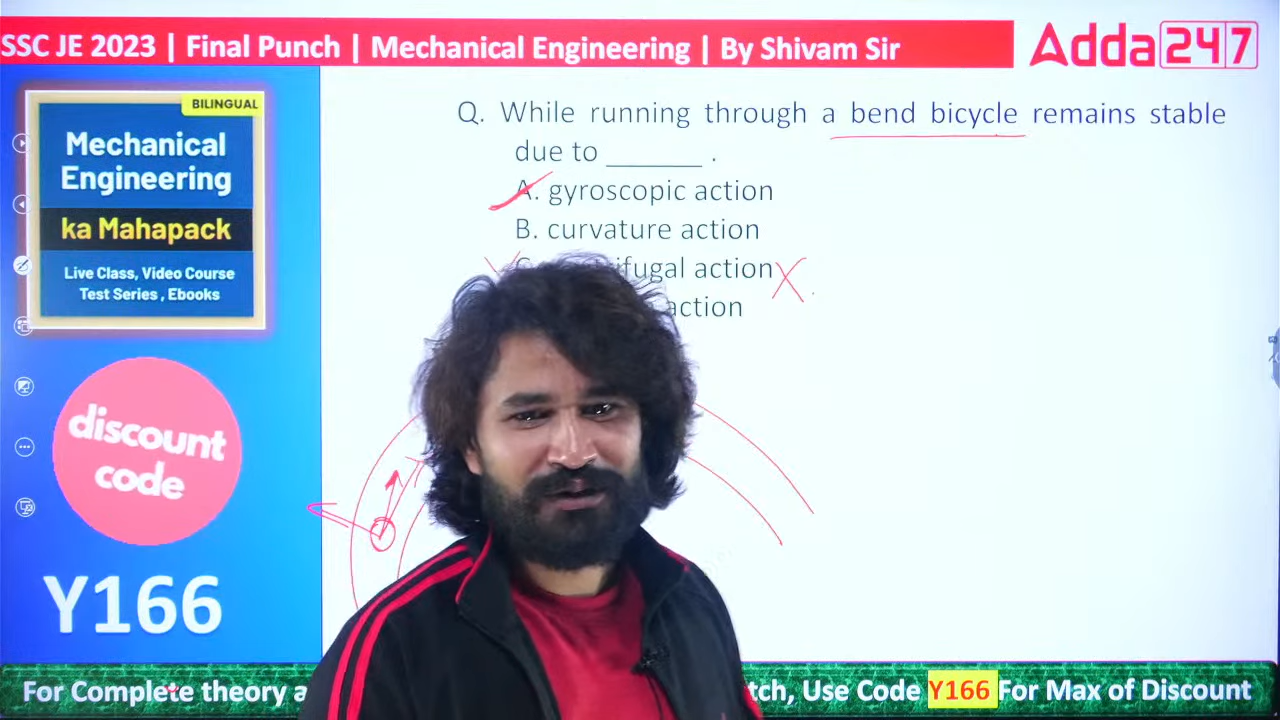 SSC JE 2023 | Final Punch | Mechanical Engineering | By Shivam Sir
Adda247
BILINGUAL
Mechanical
Engineering
ka Mahapack
Live Class, Video Course
Test Series , Ebooks
discount
code
Y166
Q. While running through a bend bicycle remains stable
due to _______ .
A. gyroscopic action
B. curvature action
action
action
For Complete theory
Use Code Y166 For Max of Discount